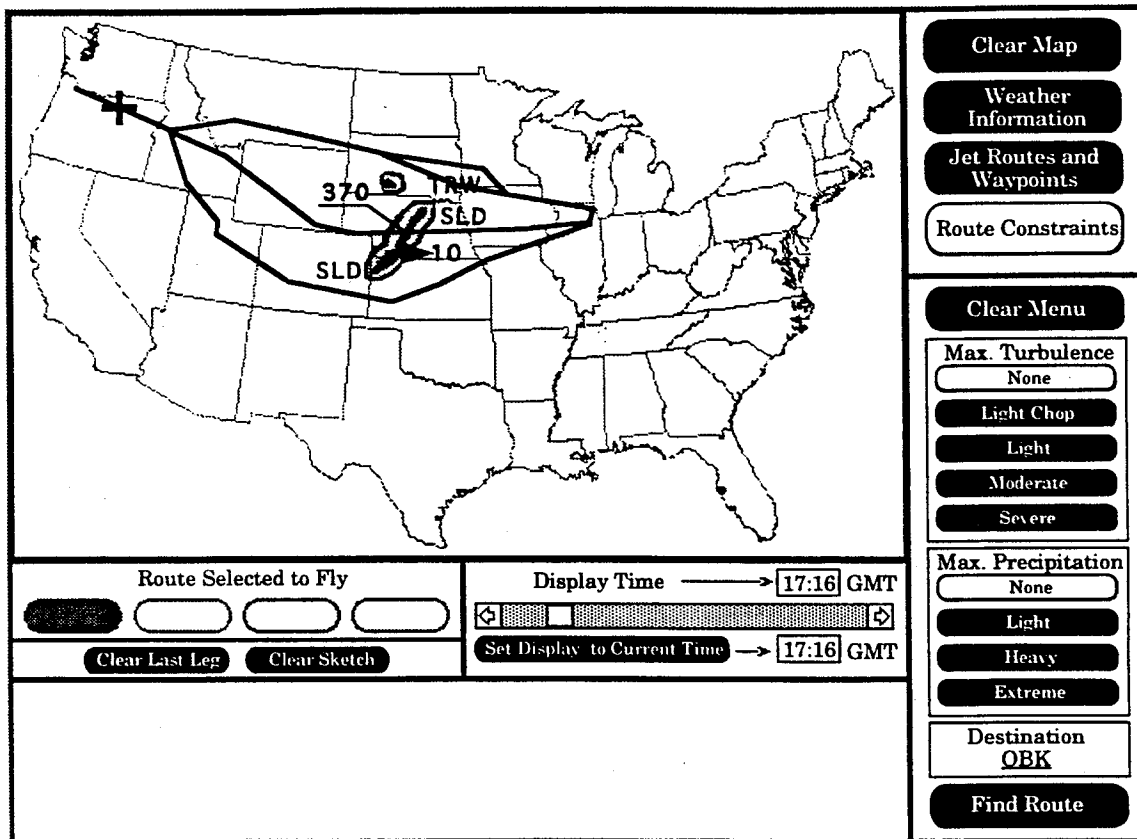 370
TRW
SLD
10
SLD
Clear Map
Weather
Information
Jet Routes and
Waypoints
Route Constraints
Clear Menu
Max. Turbulence
None
Light Chop
Light
Moderate
Severe
Max. Precipitation
None
Light
Heavy
Extreme
Destination
OBK
Find Route
Route Selected to Fly
Clear Last Leg
Clear Sketch
Display Time
17:16 GMT
Set Display to Current Time
17:16 GMT